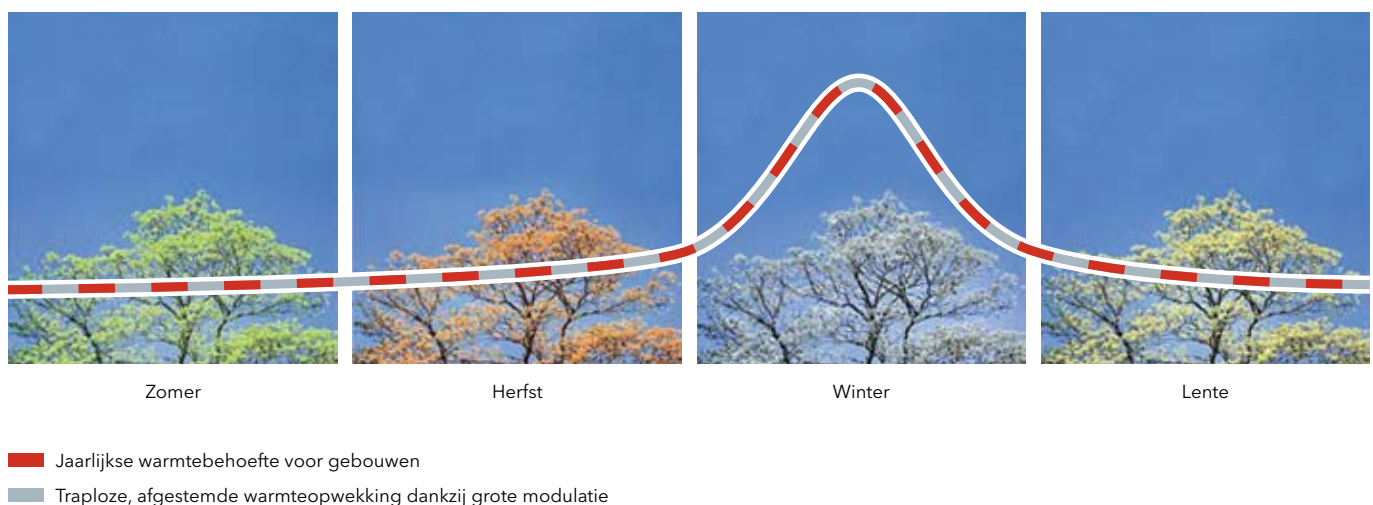 Zomer
Herfst
Winter
Lente
Jaarlijkse warmtebehoefte voor gebouwen
Traploze, afgestemde warmteopwekking dankzij grote modulatie